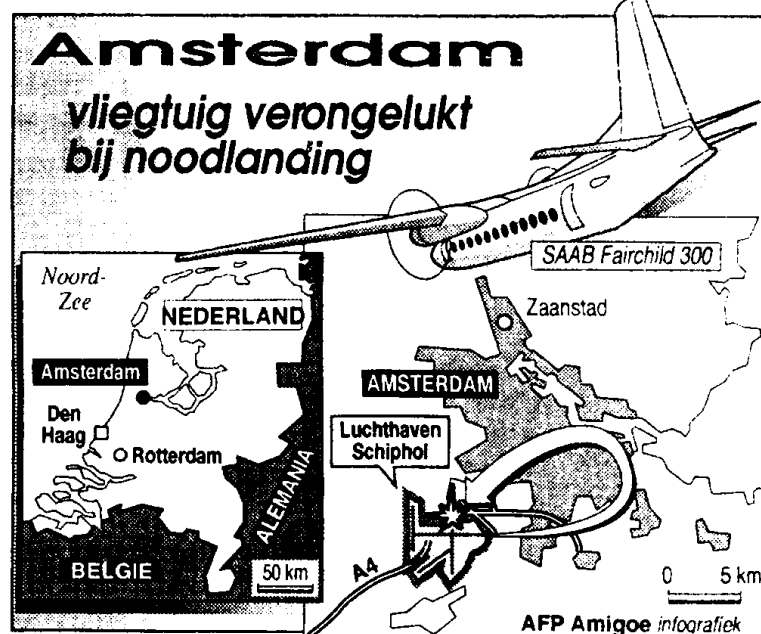 Amsterdam
vliegtuig verongelukt
bij noodlanding
SAAB Fairchild 300
Noord-
Zee
NEDERLAND
Amsterdam
Den
Haag
Rotterdam
ALEMANIA
BELGIE
50 km
Zaanstad
AMSTERDAM
Luchthaven
Schiphol
A4
0 5 km
AFP Amigoe infografiek